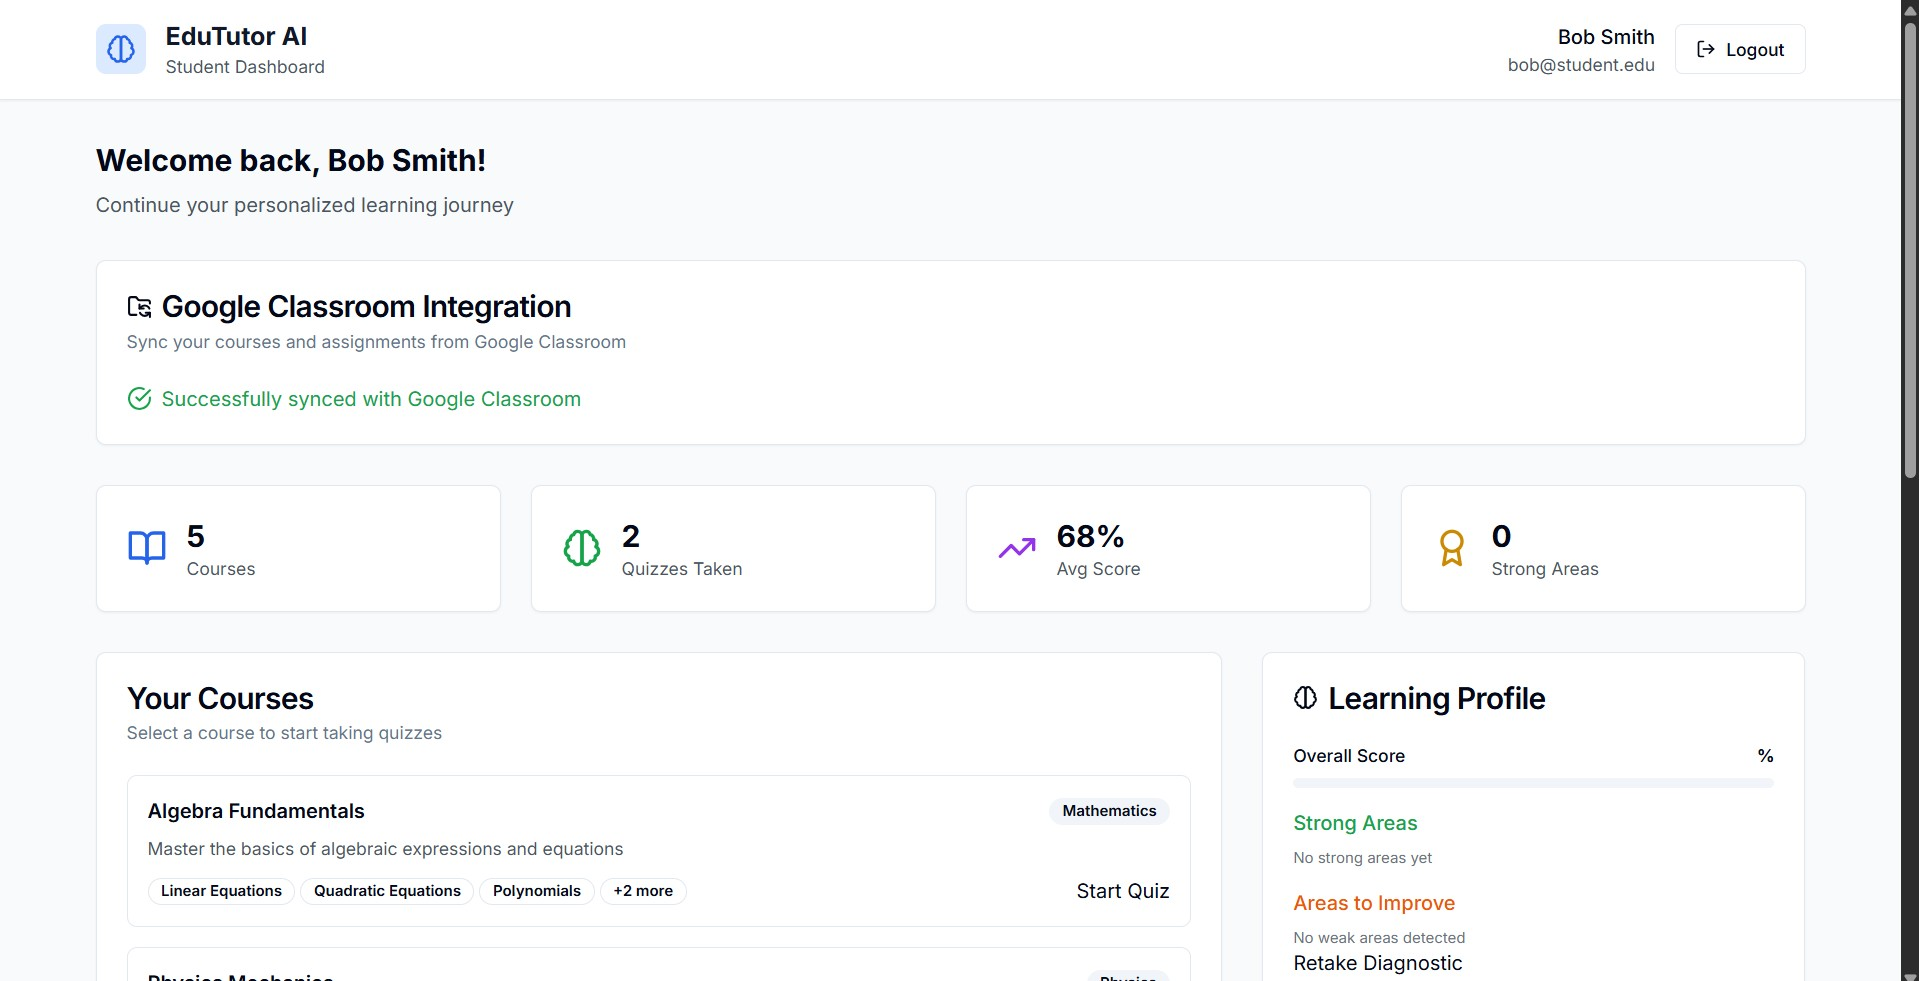 EduTutor AI
Student Dashboard
Bob Smith
bob@student.edu
Logout
Welcome back, Bob Smith!
Continue your personalized learning journey
Google Classroom Integration
Sync your courses and assignments from Google Classroom
Successfully synced with Google Classroom
5
Courses
2
Quizzes Taken
68%
Avg Score
0
Strong Areas
Your Courses
Select a course to start taking quizzes
Algebra Fundamentals
Mathematics
Master the basics of algebraic expressions and equations
Linear Equations
Quadratic Equations
Polynomials
+2 more
Start Quiz
Physics Mechanics
Physics
Learning Profile
Overall Score
%
Strong Areas
No strong areas yet
Areas to Improve
No weak areas detected
Retake Diagnostic